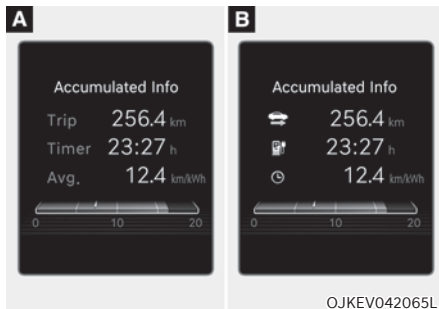 A
Accumulated Info
Trip 256.4 km
Timer 23:27 h
Avg. 12.4 km/kWh
0 10 20
B
Accumulated Info
256.4 km
23:27 h
12.4 km/kWh
0 10 20
OJKEV042065L